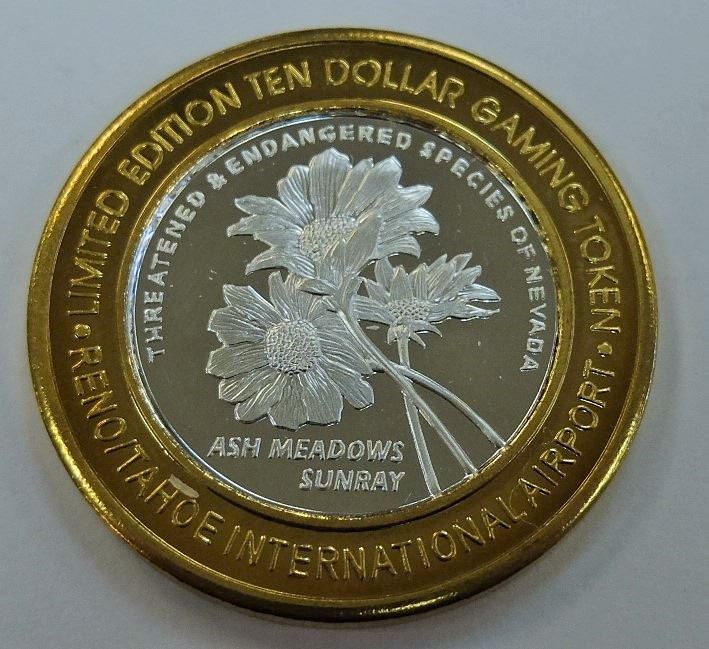 • LIMITED EDITION TEN DOLLAR GAMING TOKEN •
RENO/TAHOE INTERNATIONAL AIRPORT
THREATENED & ENDANGERED SPECIES OF NEVADA
ASH MEADOWS
SUNRAY